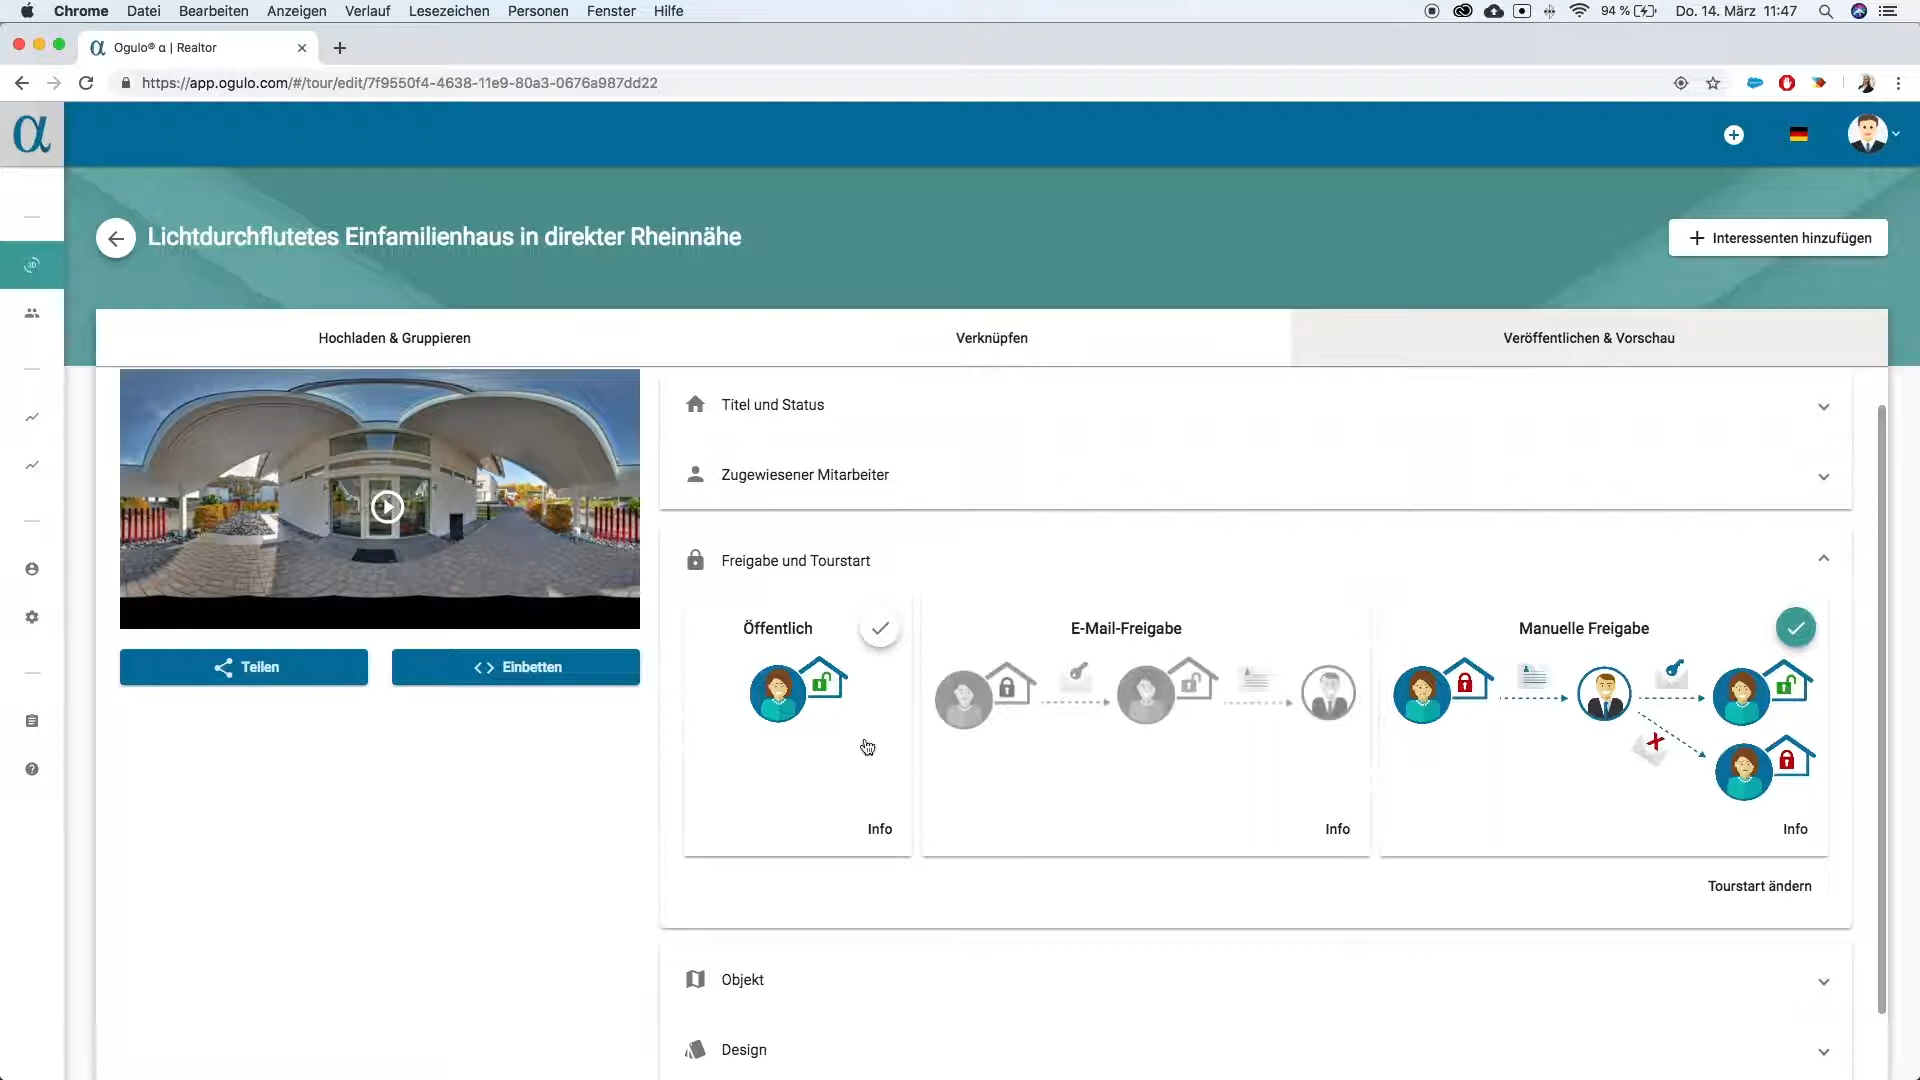 Chrome Datei Bearbeiten Anzeigen Verlauf Lesezeichen Personen Fenster Hilfe 94 % Do. 14. März 11:47
α Ogulo® α | Realtor
https://app.ogulo.com/#/tour/edit/7f9550f4-4638-11e9-80a3-0676a987dd22
α
Lichtdurchflutetes Einfamilienhaus in direkter Rheinnähe
Interessenten hinzufügen
Hochladen & Gruppieren
Verknüpfen
Veröffentlichen & Vorschau
Titel und Status
Zugewiesener Mitarbeiter
Freigabe und Tourstart
Öffentlich
E-Mail-Freigabe
Manuelle Freigabe
Teilen
Einbetten
Info
Info
Info
Tourstart ändern
Objekt
Design